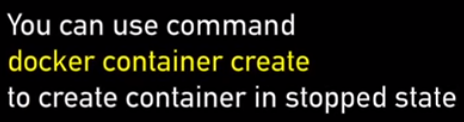 You can use command
docker container create
to create container in stopped state